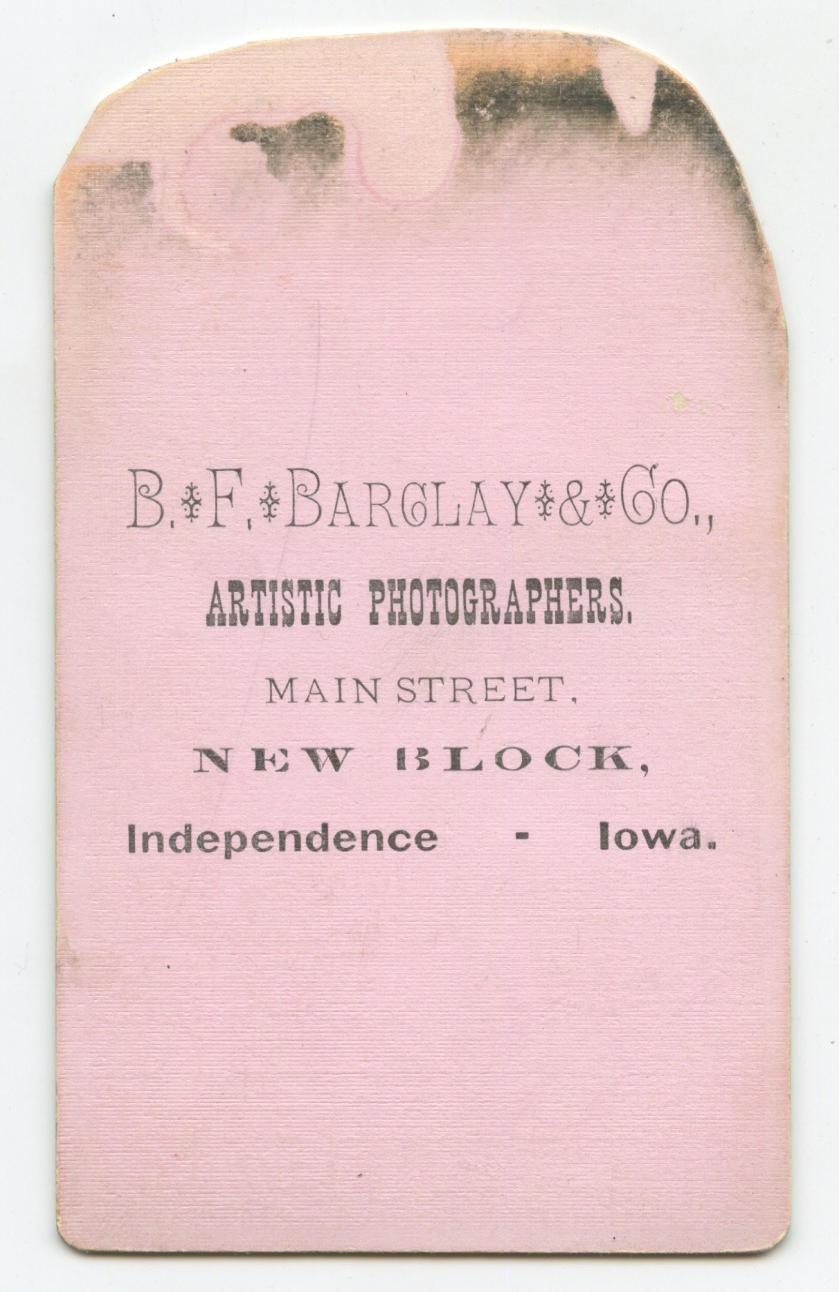 B. F. BARCLAY & CO.,
ARTISTIC PHOTOGRAPHERS.
MAIN STREET,
NEW BLOCK,
Independence - Iowa.